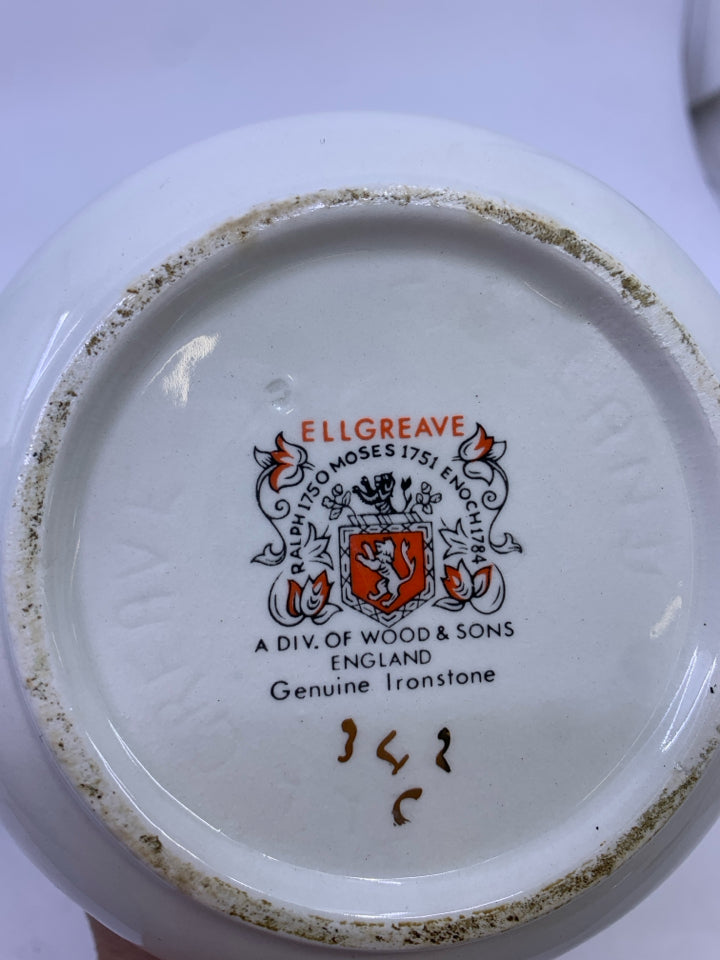 ELLGREAVE
RALPH 1750 MOSES 1751 ENOCH 1784
A DIV. OF WOOD & SONS
ENGLAND
Genuine Ironstone
342
C